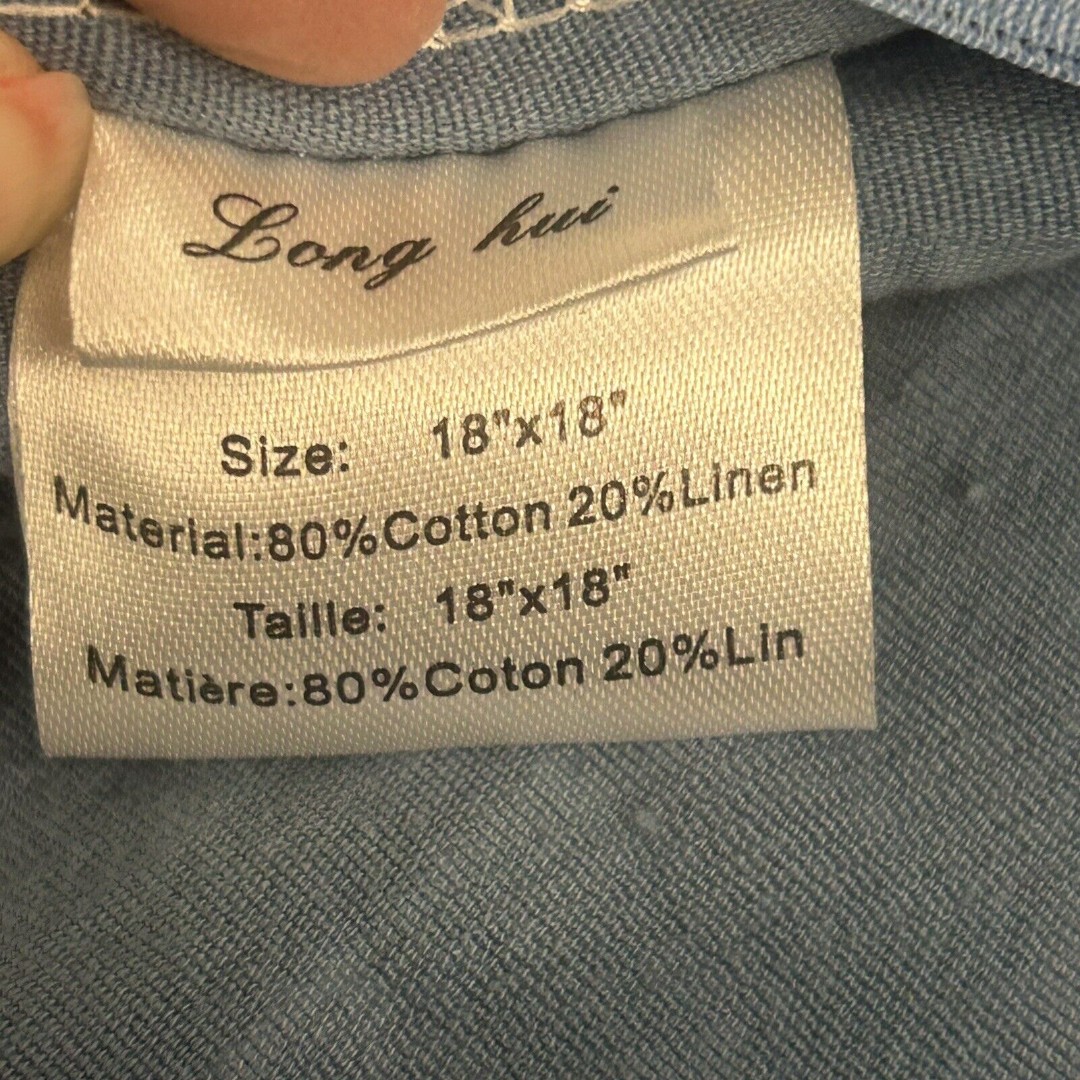 Long hui
Size: 18"x18"
Material:80%Cotton 20%Linen
Taille: 18"x18"
Matière:80%Coton 20%Lin